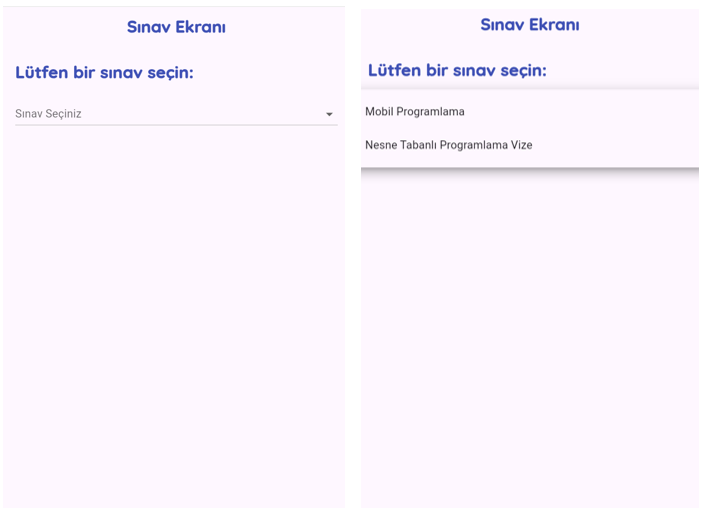 Sınav Ekranı
Lütfen bir sınav seçin:
Sınav Seçiniz
Sınav Ekranı
Lütfen bir sınav seçin:
Mobil Programlama
Nesne Tabanlı Programlama Vize